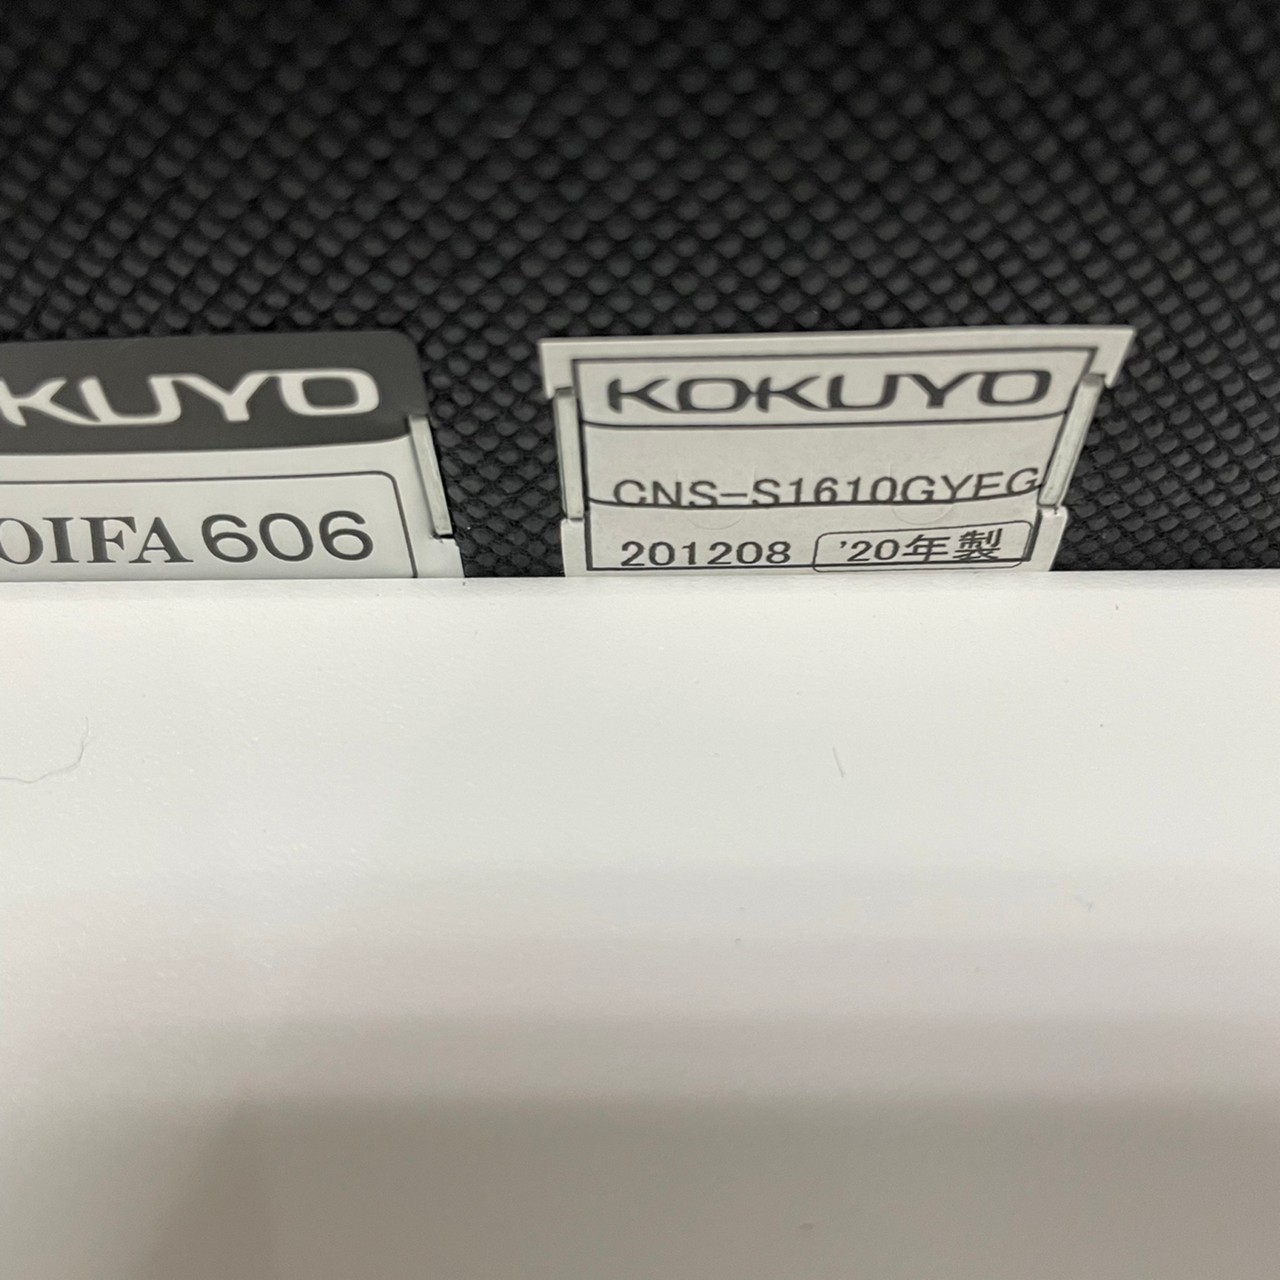 KUYO
OIFA 606
KOKUYO
CNS-S1610GYEG
201208 '20年製